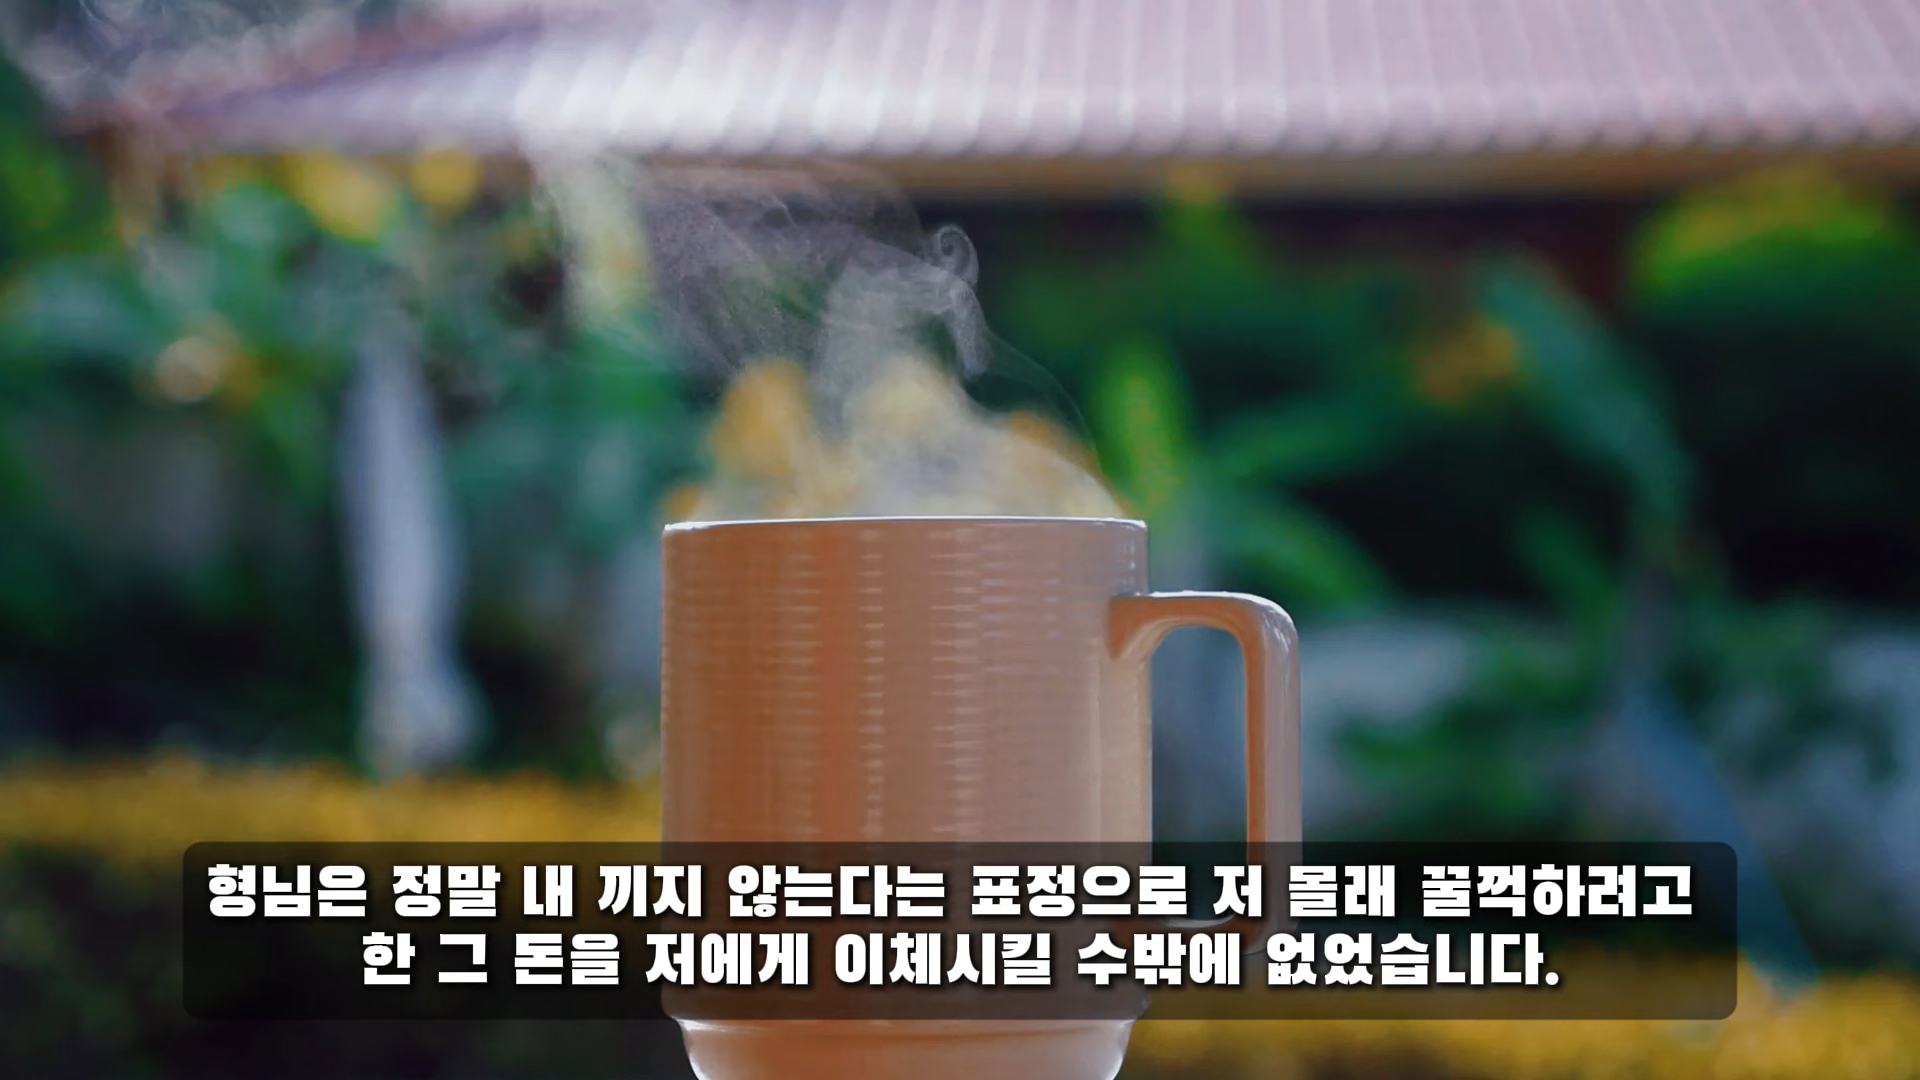 형님은 정말 내 끼지 않는다는 표정으로 저 몰래 꿀꺽하려고
한 그 돈을 저에게 이체시킬 수밖에 없었습니다.